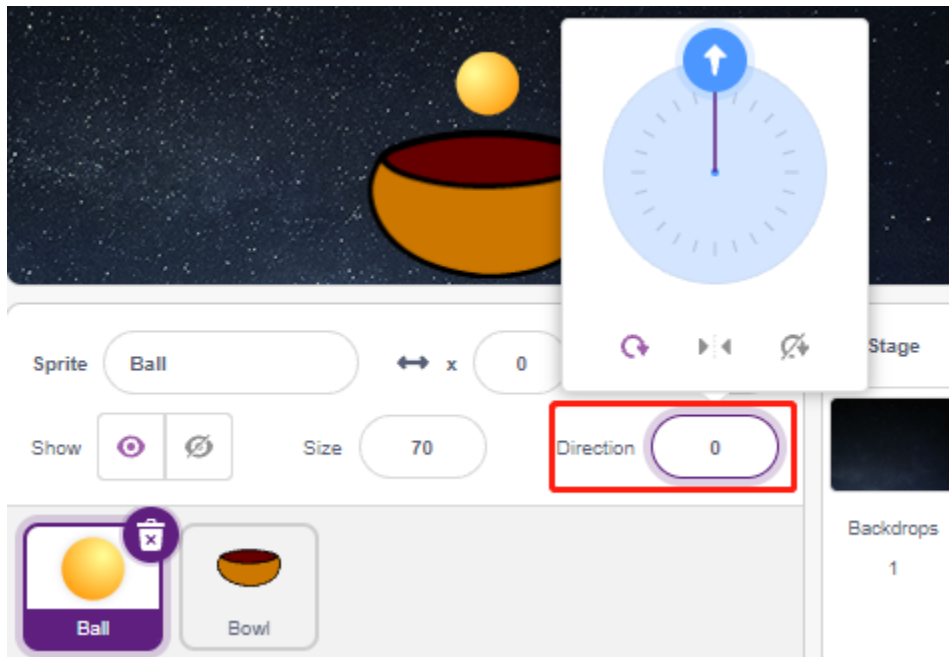 Sprite Ball x 0
Stage
Show Size 70 Direction 0
Backdrops
1
Ball Bowl